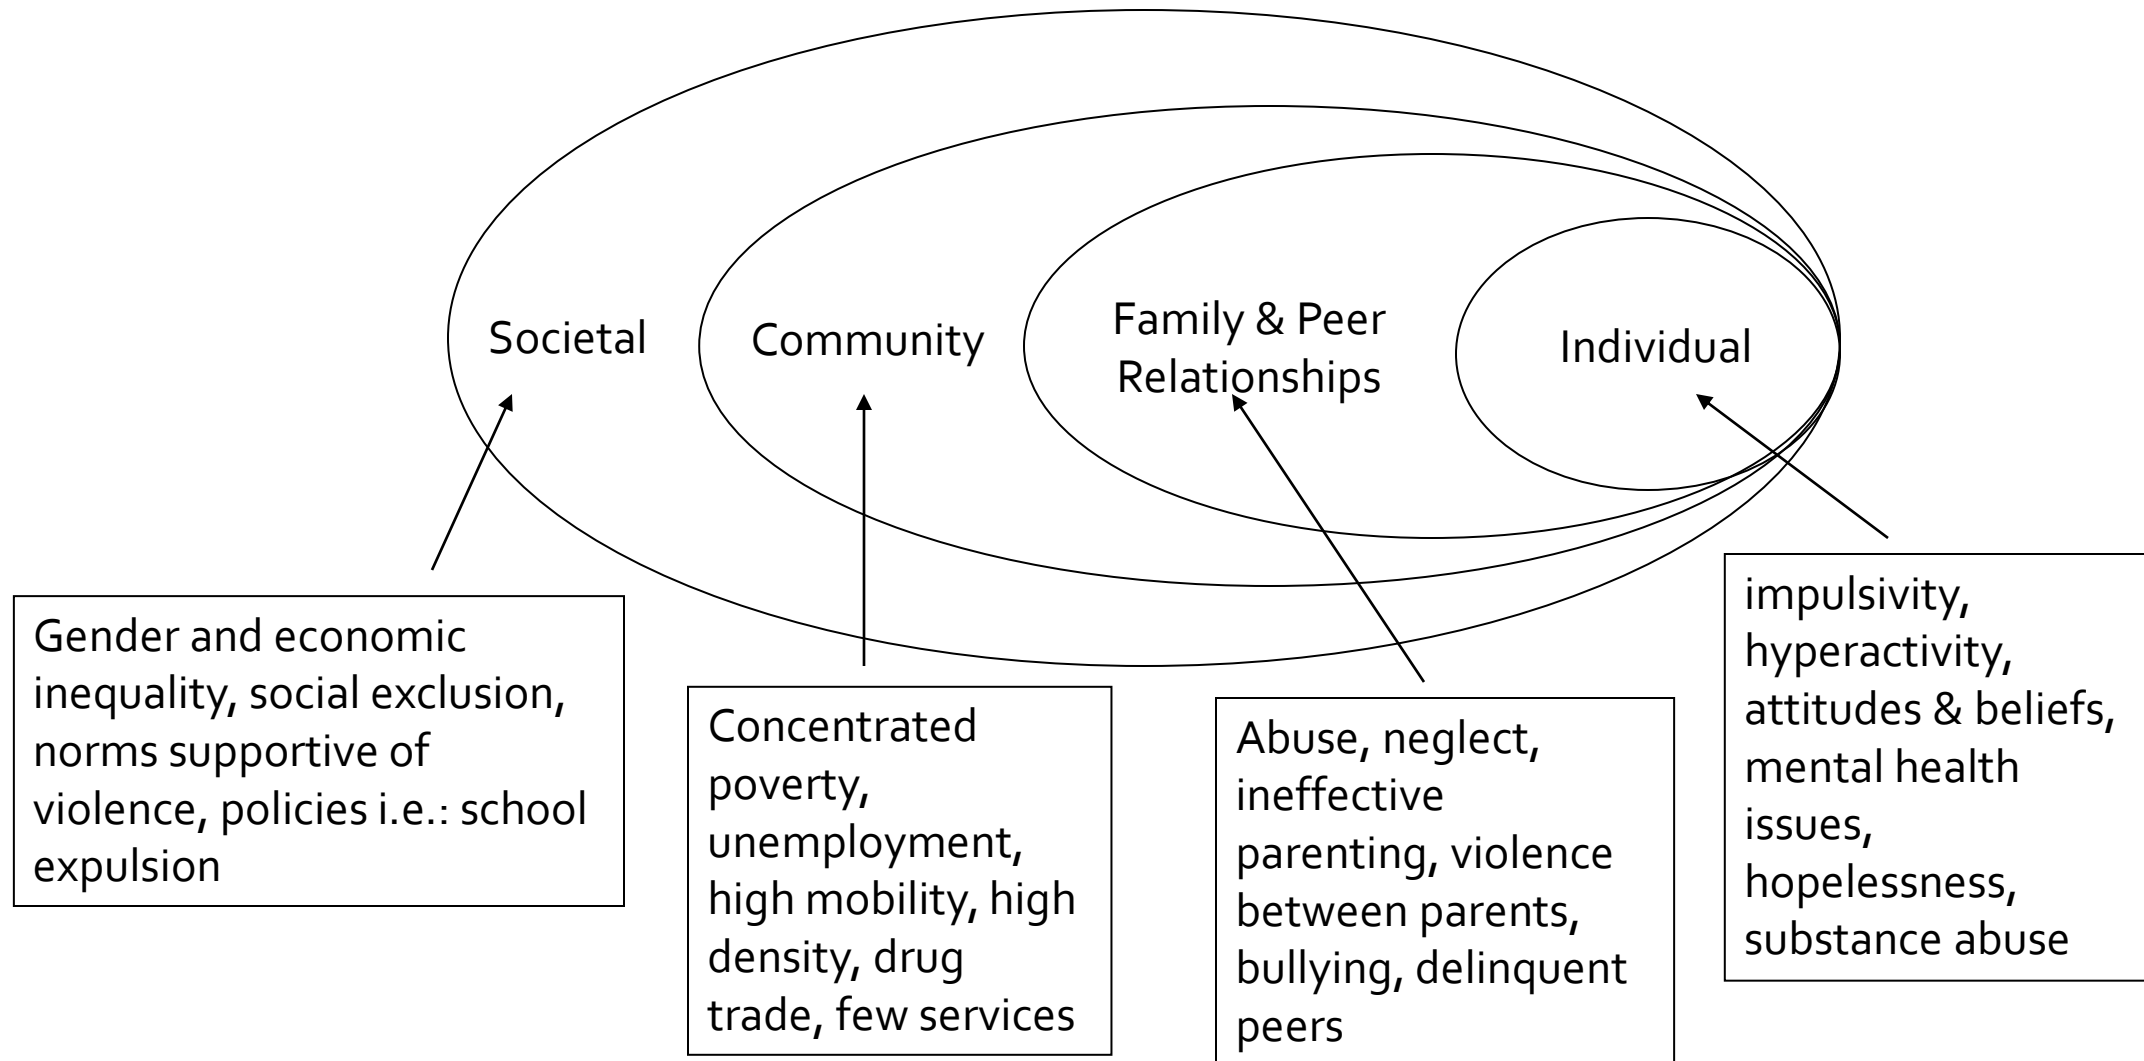 Societal
Community
Family & Peer
Relationships
Individual
Gender and economic
inequality, social exclusion,
norms supportive of
violence, policies i.e.: school
expulsion
Concentrated
poverty,
unemployment,
high mobility, high
density, drug
trade, few services
Abuse, neglect,
ineffective
parenting, violence
between parents,
bullying, delinquent
peers
impulsivity,
hyperactivity,
attitudes & beliefs,
mental health
issues,
hopelessness,
substance abuse